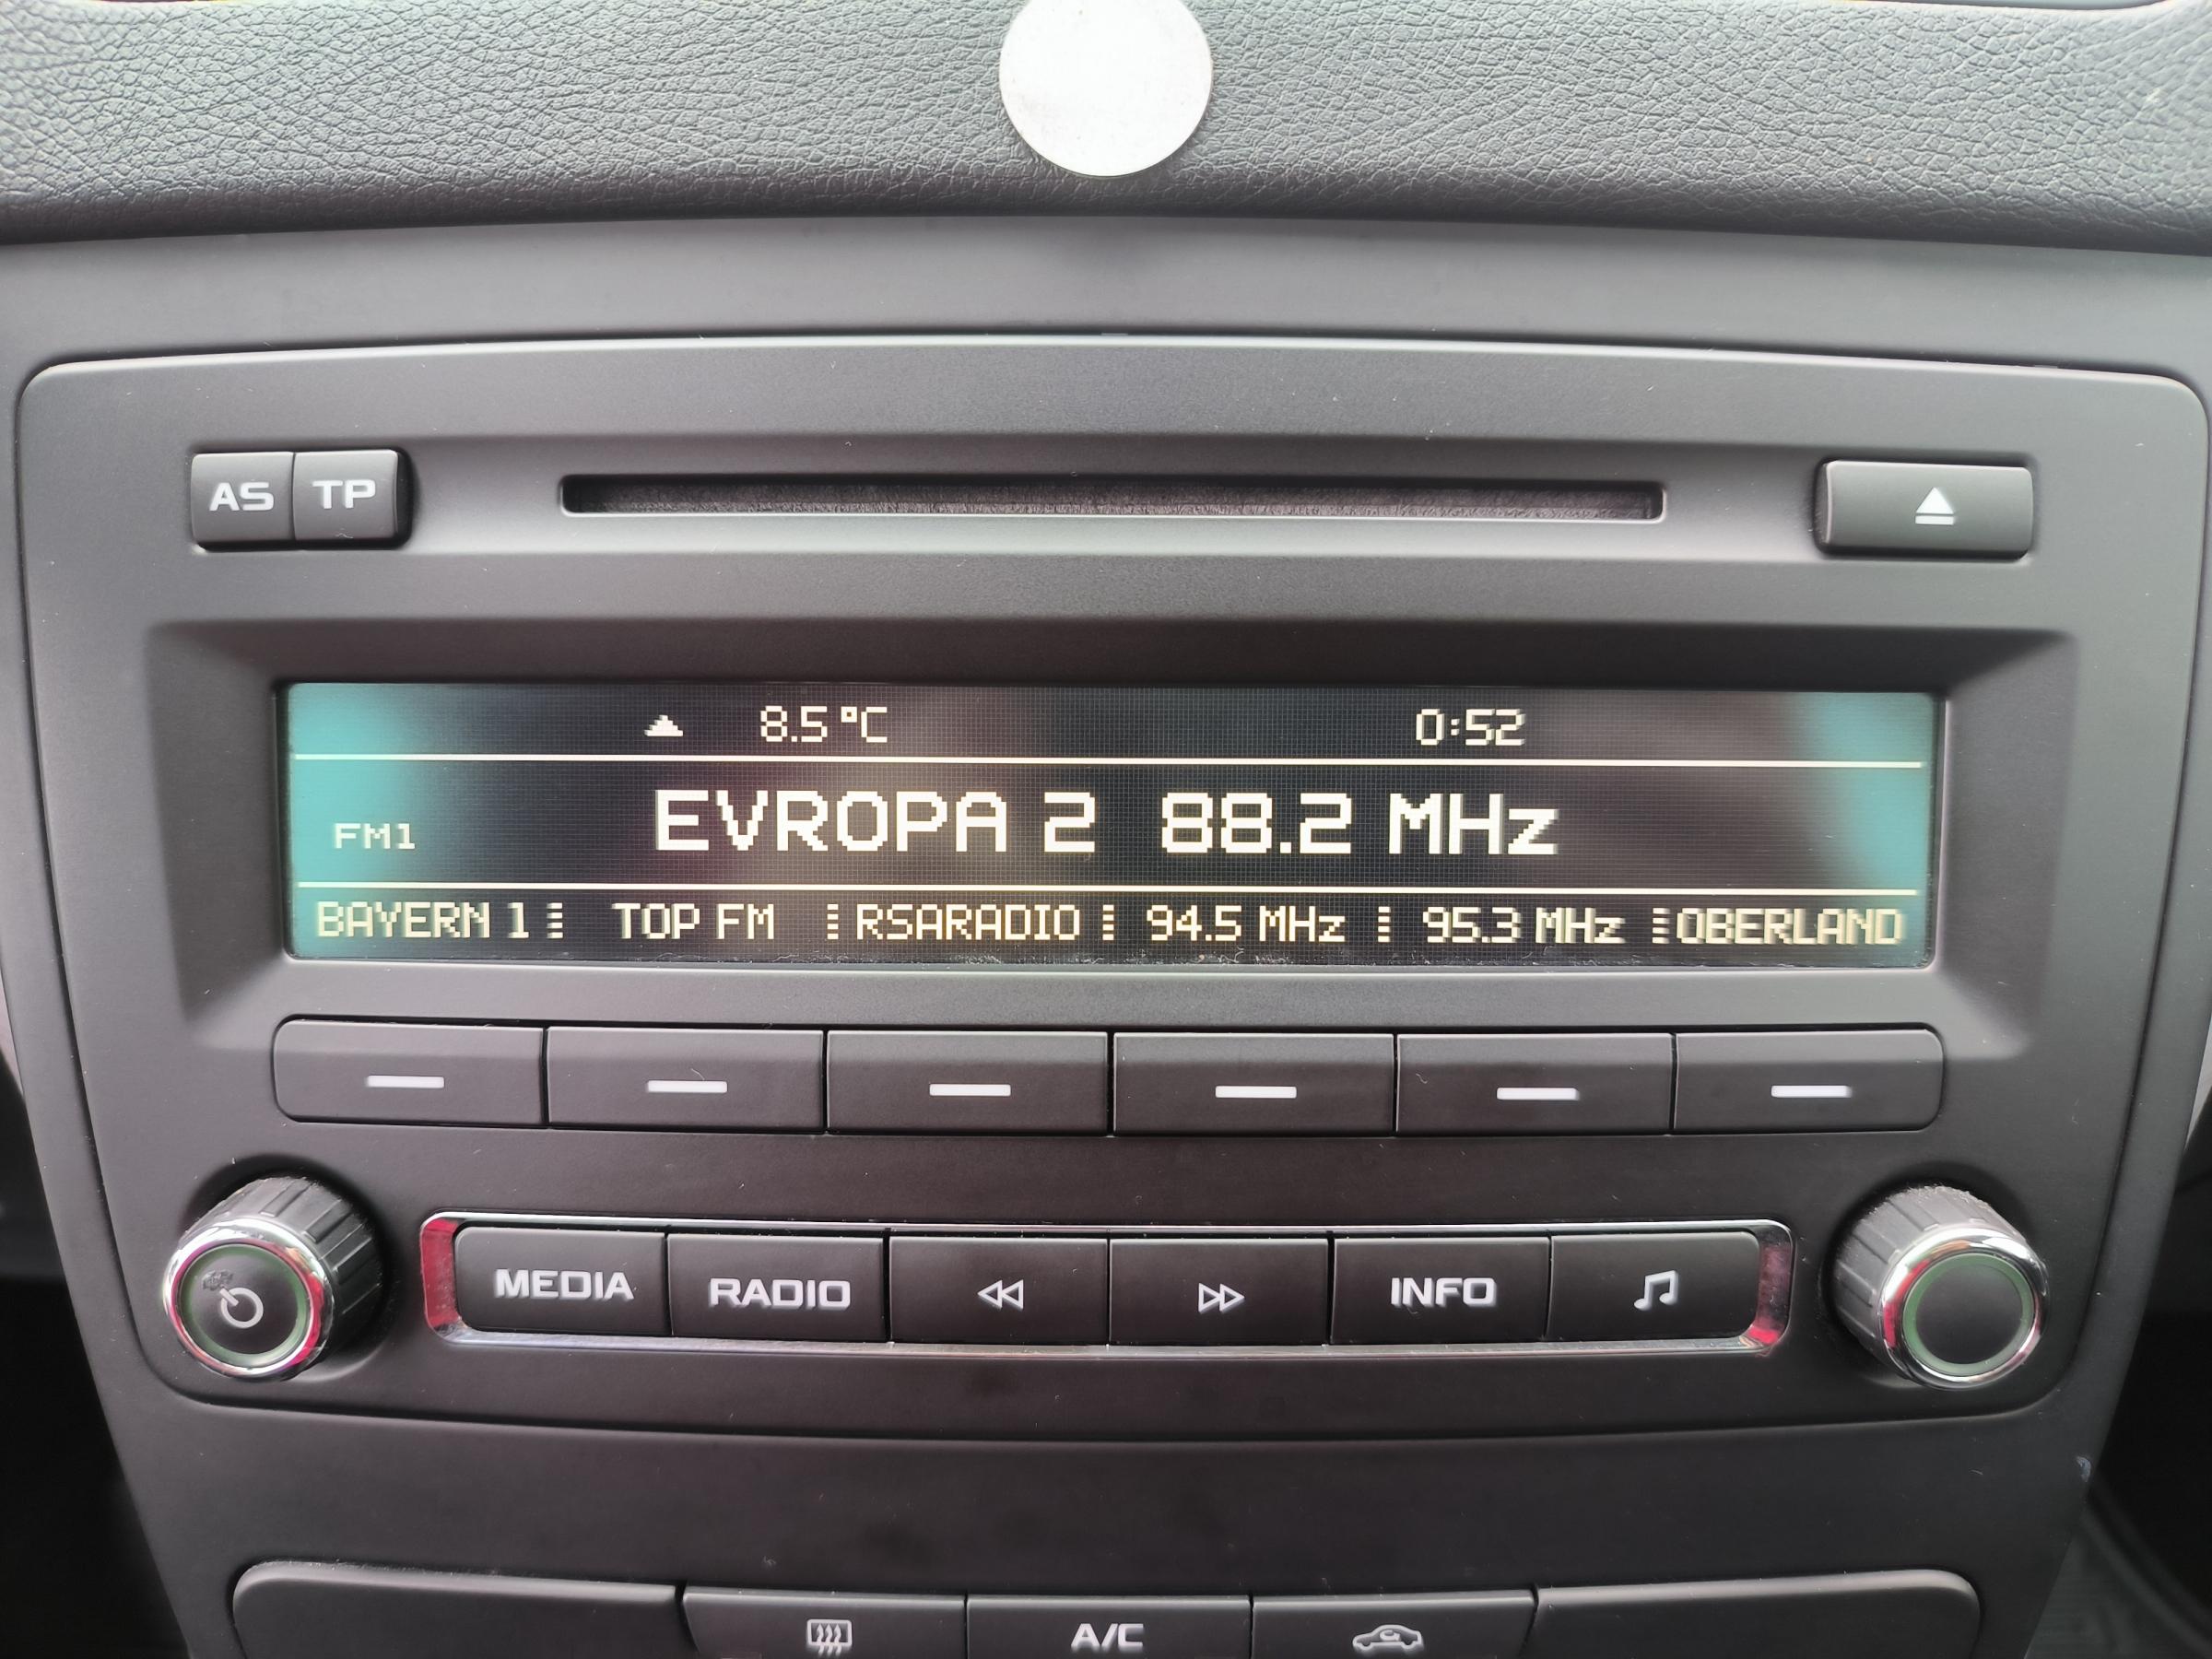 AS TP
8.5 °C 0:52
EVROPA 2 88.2 MHz
FM1
BAYERN 1 TOP FM RSARADIO 94.5 MHz 95.3 MHz OBERLAND
MEDIA RADIO INFO
A/C